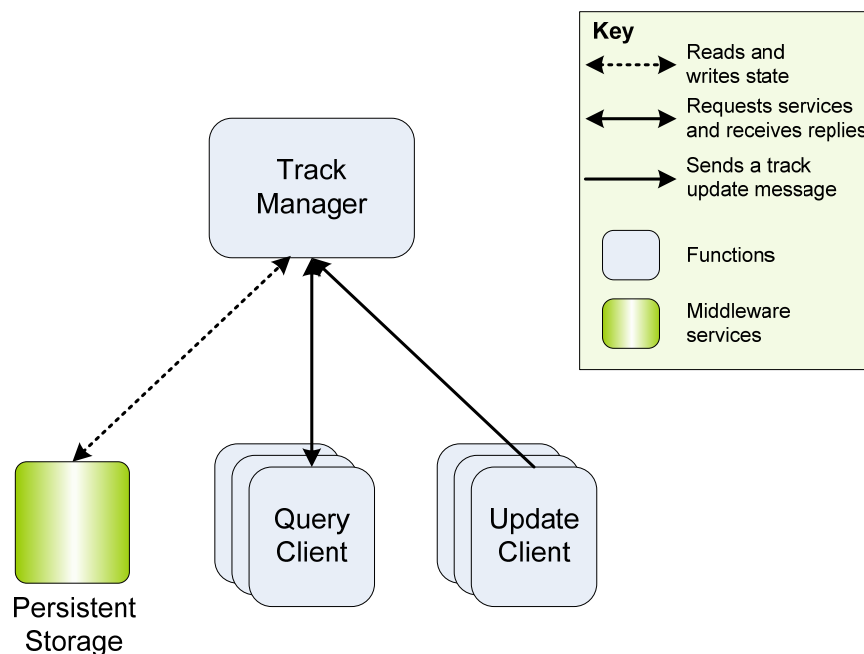 Key
Reads and
writes state
Requests services
and receives replies
Sends a track
update message
Functions
Middleware
services
Track
Manager
Query
Client
Update
Client
Persistent
Storage